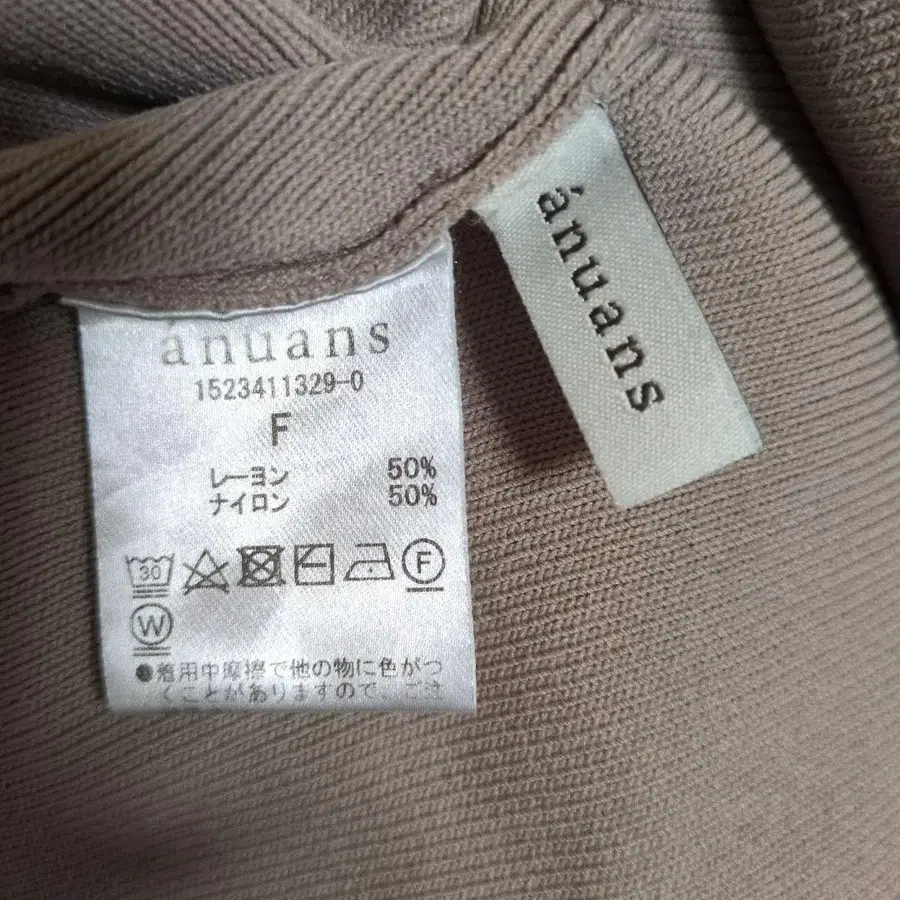 ánuans
1523411329-0
F
レーヨン 50%
ナイロン 50%
30
F
W
●着用中摩擦で他の物に色がつ
くことがありますので、ごさ
ánuans